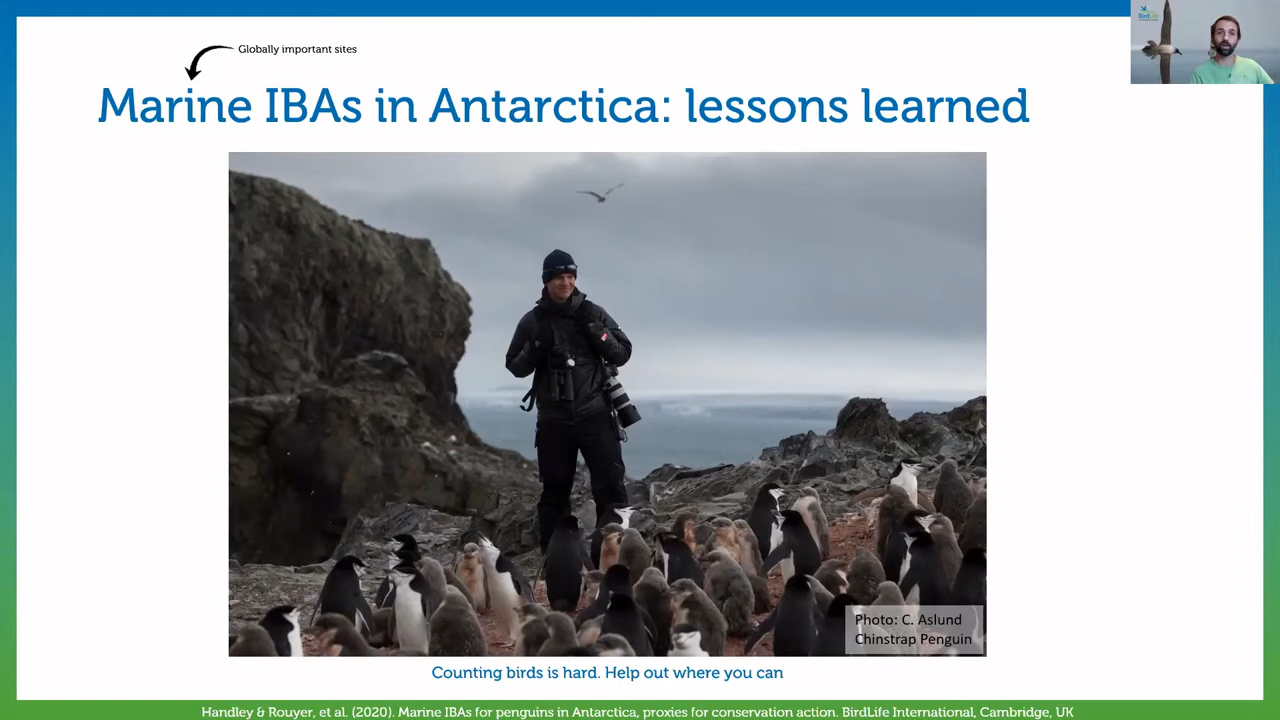 BirdLife
Globally important sites
Marine IBAs in Antarctica: lessons learned
Photo: C. Aslund
Chinstrap Penguin
Counting birds is hard. Help out where you can
Handley & Rouyer, et al. (2020). Marine IBAs for penguins in Antarctica, proxies for conservation action. BirdLife International, Cambridge, UK